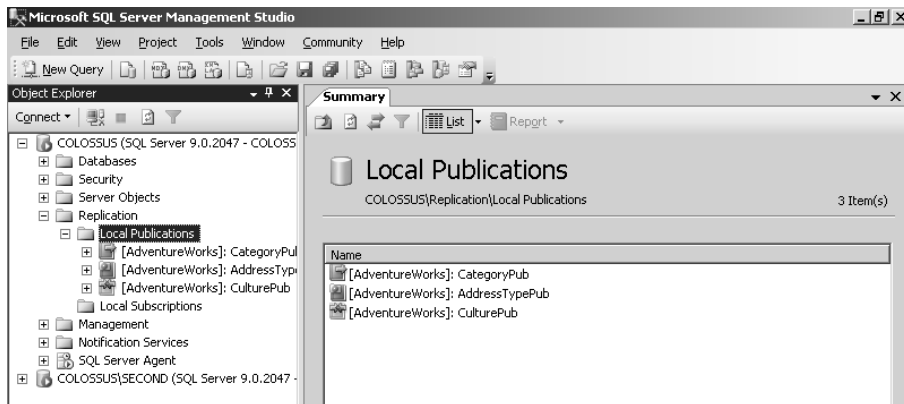 Microsoft SQL Server Management Studio
File Edit View Project Tools Window Community Help
New Query
Object Explorer
Connect
COLOSSUS (SQL Server 9.0.2047 - COLOSS
Databases
Security
Server Objects
Replication
Local Publications
[AdventureWorks]: CategoryPul
[AdventureWorks]: AddressTyp
[AdventureWorks]: CulturePub
Local Subscriptions
Management
Notification Services
SQL Server Agent
COLOSSUS\SECOND (SQL Server 9.0.2047 -
Summary
List Report
Local Publications
COLOSSUS\Replication\Local Publications 3 Item(s)
Name
[AdventureWorks]: CategoryPub
[AdventureWorks]: AddressTypePub
[AdventureWorks]: CulturePub